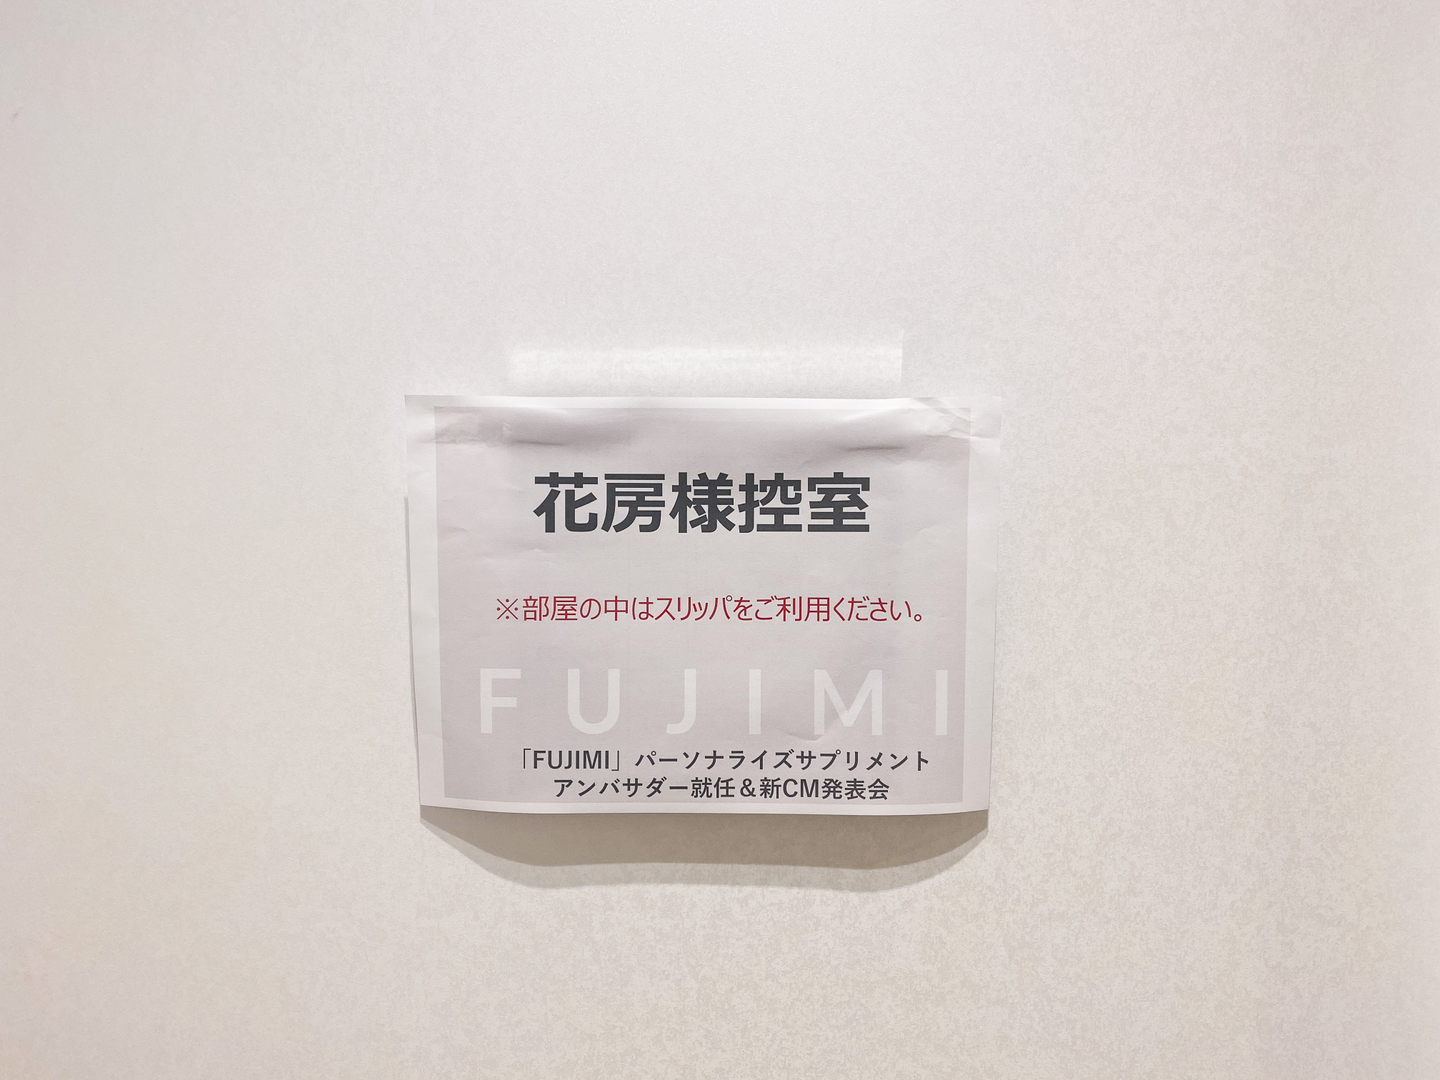 花房様控室
※部屋の中はスリッパをご利用ください。
FUJIMI
「FUJIMI」パーソナライズサプリメント
アンバサダー就任＆新CM発表会